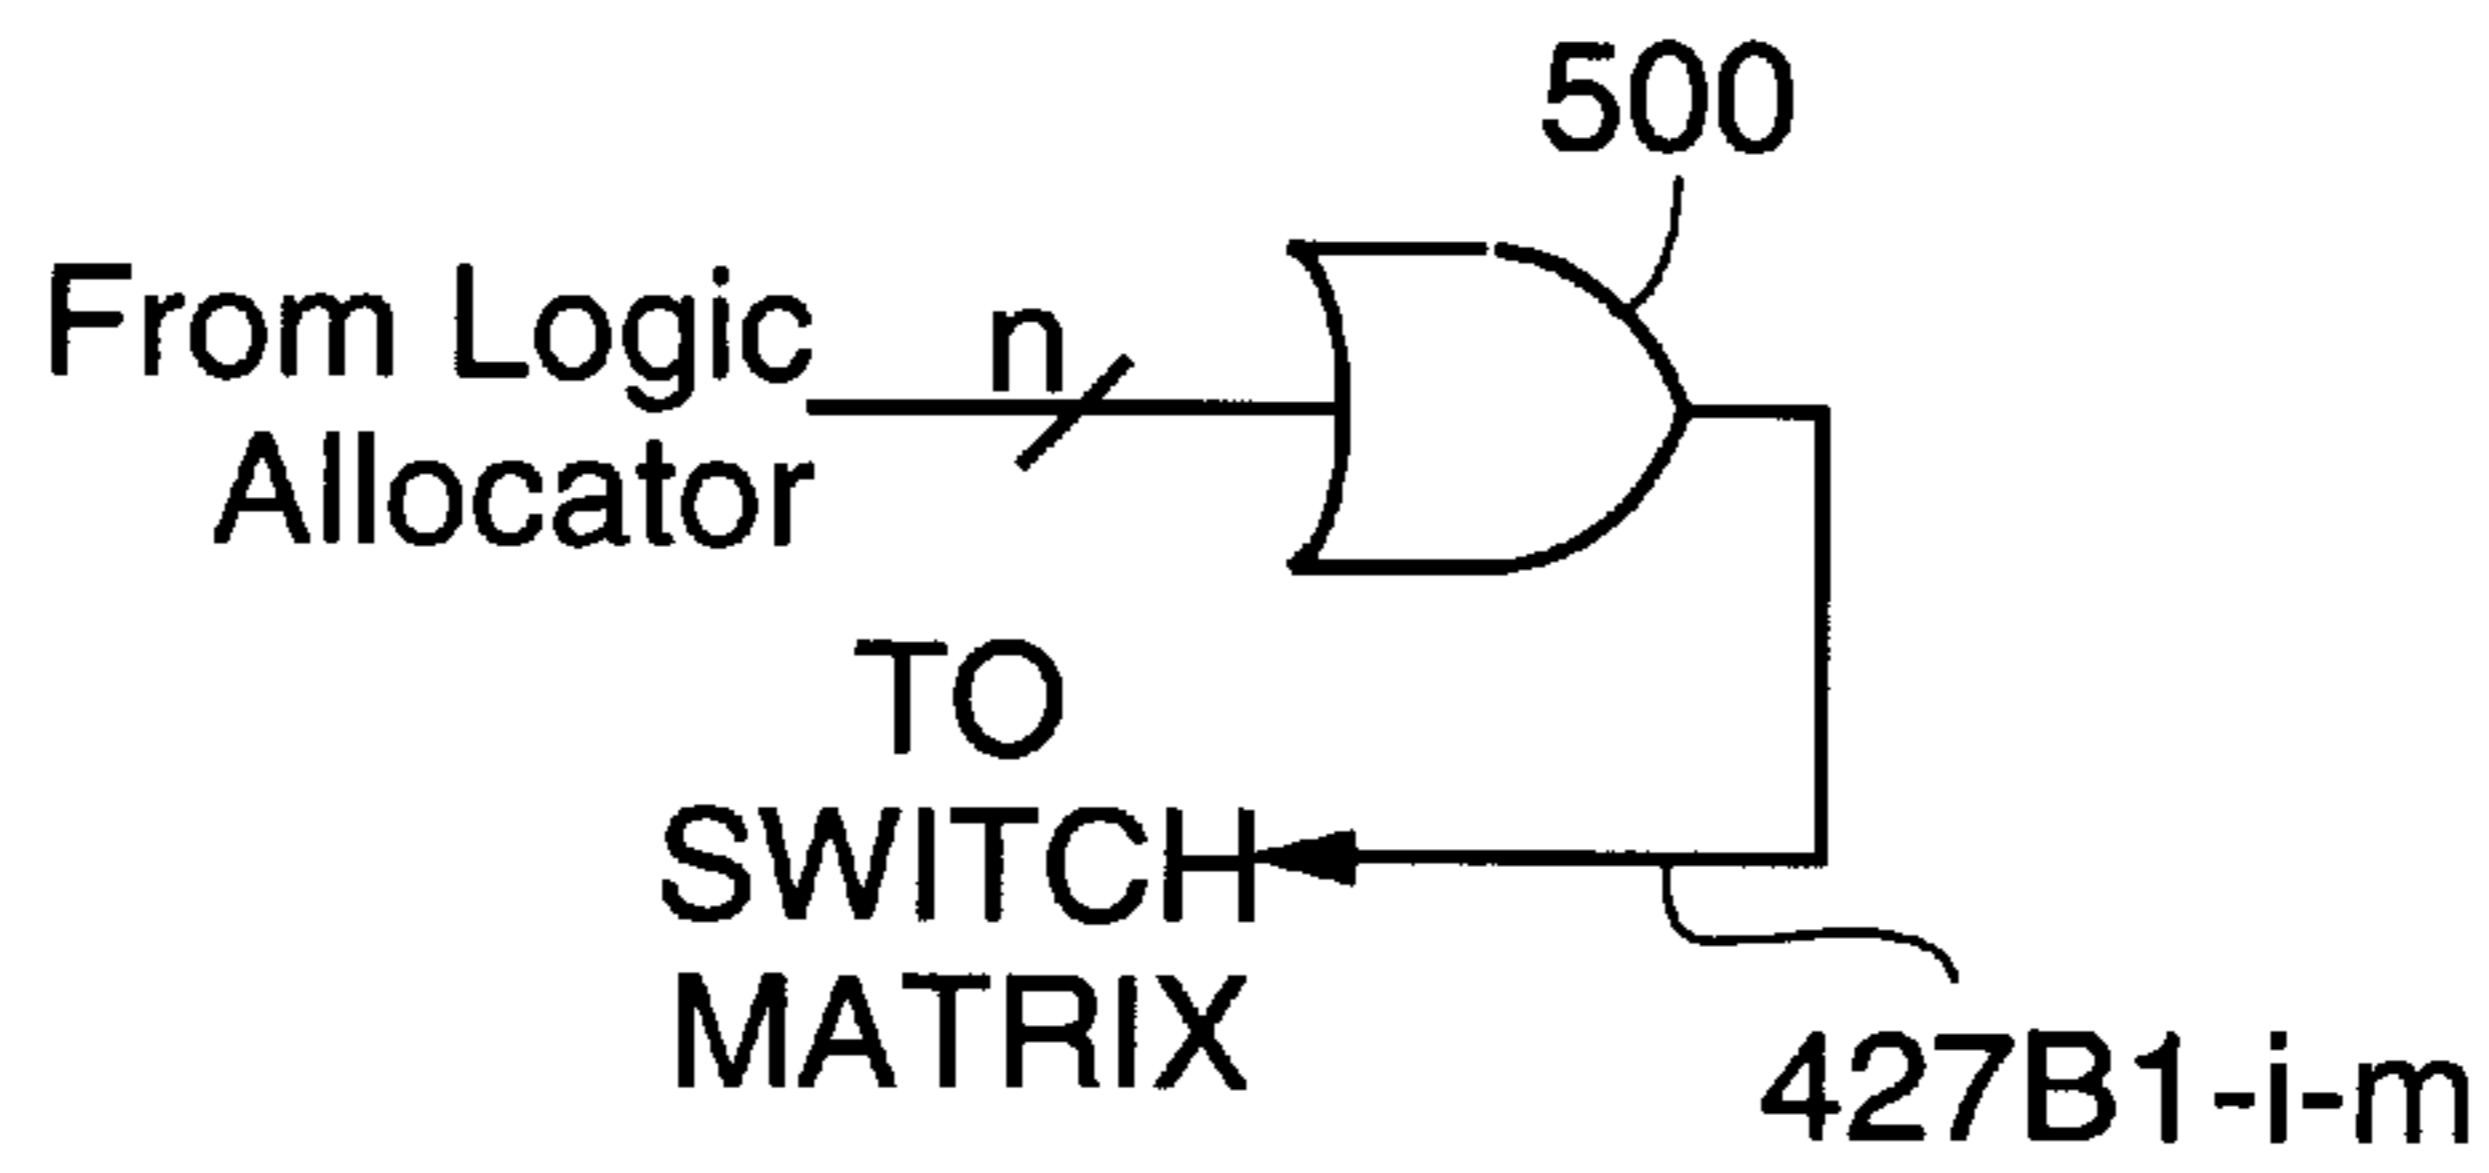 500
From Logic
Allocator
n
TO
SWITCH
MATRIX
427B1-i-m